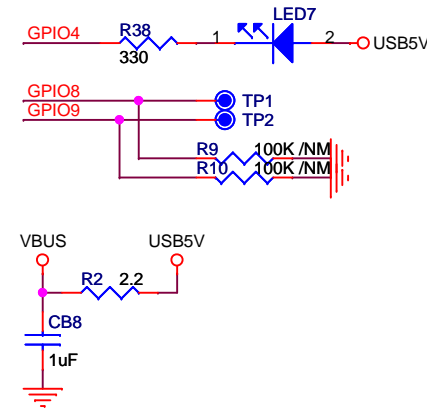 LED7
GPIO4 R38 1 2 USB5V
330
GPIO8 TP1
GPIO9 TP2
R9 100K /NM
R10 100K /NM
VBUS USB5V
R2 2.2
CB8
1uF